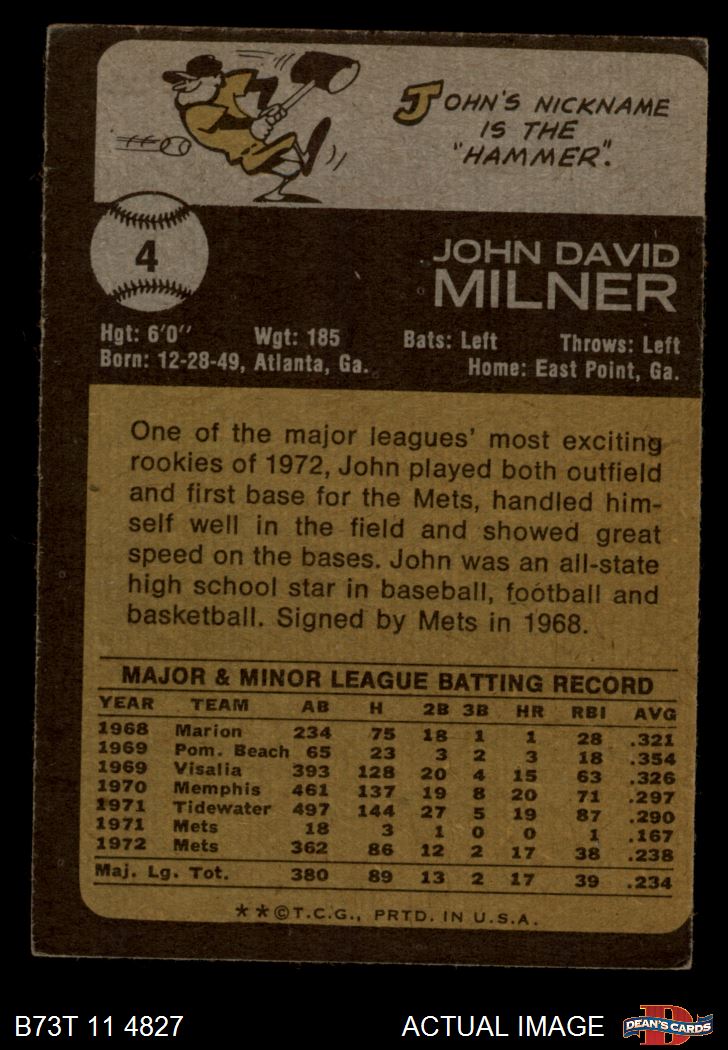 JOHN'S NICKNAME
IS THE
"HAMMER".
4
JOHN DAVID
MILNER
Hgt: 6'0" Wgt: 185 Bats: Left Throws: Left
Born: 12-28-49, Atlanta, Ga. Home: East Point, Ga.
One of the major leagues' most exciting
rookies of 1972, John played both outfield
and first base for the Mets, handled him-
self well in the field and showed great
speed on the bases. John was an all-state
high school star in baseball, football and
basketball. Signed by Mets in 1968.
MAJOR & MINOR LEAGUE BATTING RECORD
YEAR TEAM AB H 2B 3B HR RBI AVG
1968 Marion 234 75 18 1 1 28 .321
1969 Pom. Beach 65 23 3 2 3 18 .354
1969 Visalia 393 128 20 4 15 63 .326
1970 Memphis 461 137 19 8 20 71 .297
1971 Tidewater 497 144 27 5 19 87 .290
1971 Mets 18 3 1 0 0 1 .167
1972 Mets 362 86 12 2 17 38 .238
Maj. Lg. Tot. 380 89 13 2 17 39 .234
**©T.C.G., PRTD. IN U.S.A.
B73T 11 4827 ACTUAL IMAGE DEAN'S CARDS